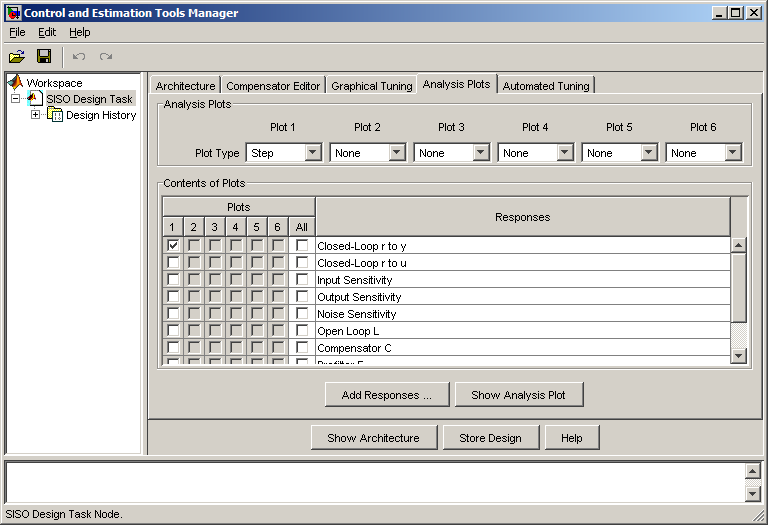 Control and Estimation Tools Manager
File Edit Help
Workspace
SISO Design Task
Design History
Architecture Compensator Editor Graphical Tuning Analysis Plots Automated Tuning
Analysis Plots
Plot 1 Plot 2 Plot 3 Plot 4 Plot 5 Plot 6
Plot Type Step None None None None None
Contents of Plots
Plots Responses
1 2 3 4 5 6 All
Closed-Loop r to y
Closed-Loop r to u
Input Sensitivity
Output Sensitivity
Noise Sensitivity
Open Loop L
Compensator C
Prefilter F
Add Responses ... Show Analysis Plot
Show Architecture Store Design Help
SISO Design Task Node.